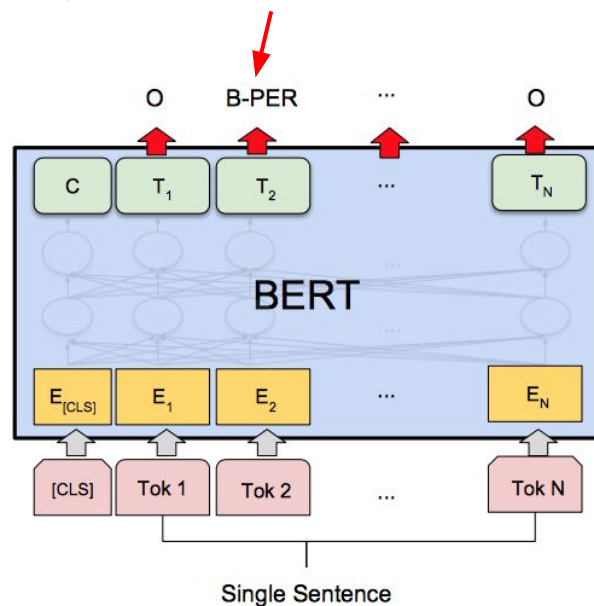 O B-PER ... O
C T1 T2 ... TN
...
BERT
...
E[CLS] E1 E2 ... EN
[CLS] Tok 1 Tok 2 ... Tok N
Single Sentence